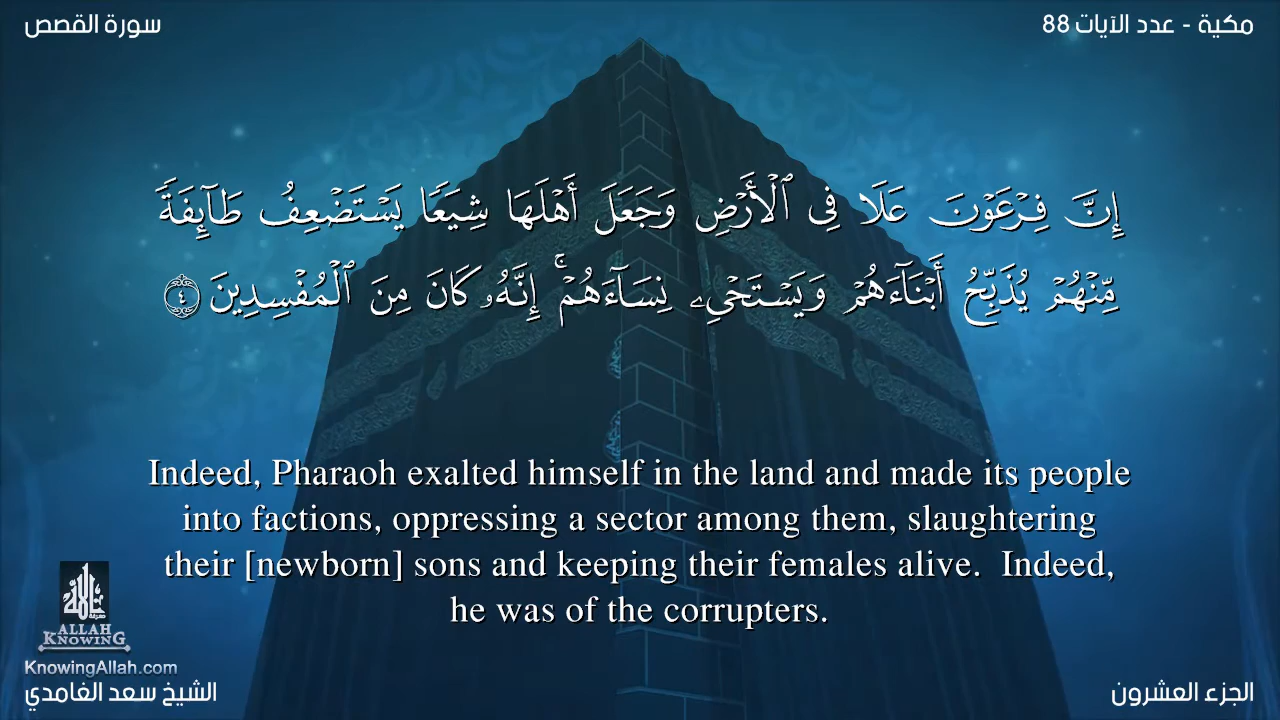 سورة القصص
مكية - عدد الآيات 88
إِنَّ فِرْعَوْنَ عَلَا فِى ٱلْأَرْضِ وَجَعَلَ أَهْلَهَا شِيَعًا يَسْتَضْعِفُ طَآئِفَةً
مِّنْهُمْ يُذَبِّحُ أَبْنَآءَهُمْ وَيَسْتَحْىِۦ نِسَآءَهُمْ ۚ إِنَّهُۥ كَانَ مِنَ ٱلْمُفْسِدِينَ ٤
Indeed, Pharaoh exalted himself in the land and made its people
into factions, oppressing a sector among them, slaughtering
their [newborn] sons and keeping their females alive.  Indeed,
he was of the corrupters.
معرفة الله
KNOWING ALLAH
KnowingAllah.com
الشيخ سعد الغامدي
الجزء العشرون